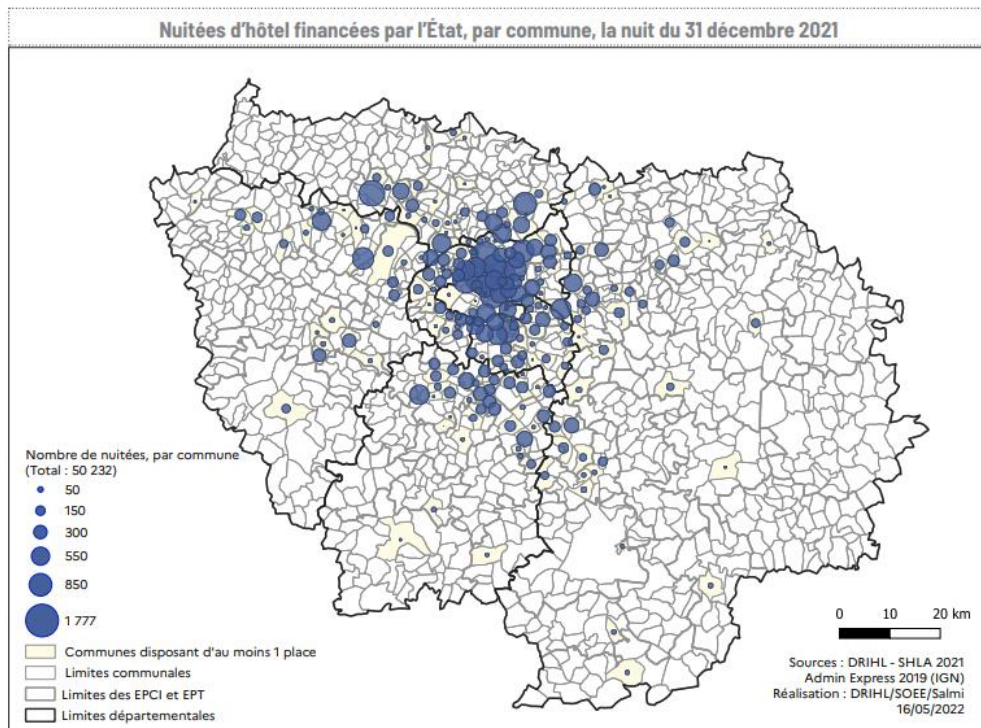 Nuitées d'hôtel financées par l'État, par commune, la nuit du 31 décembre 2021
Nombre de nuitées, par commune
(Total : 50 232)
50
150
300
550
850
1 777
Communes disposant d'au moins 1 place
Limites communales
Limites des EPCI et EPT
Limites départementales
0 10 20 km
Sources : DRIHL - SHLA 2021
Admin Express 2019 (IGN)
Réalisation : DRIHL/SOEE/Salmi
16/05/2022